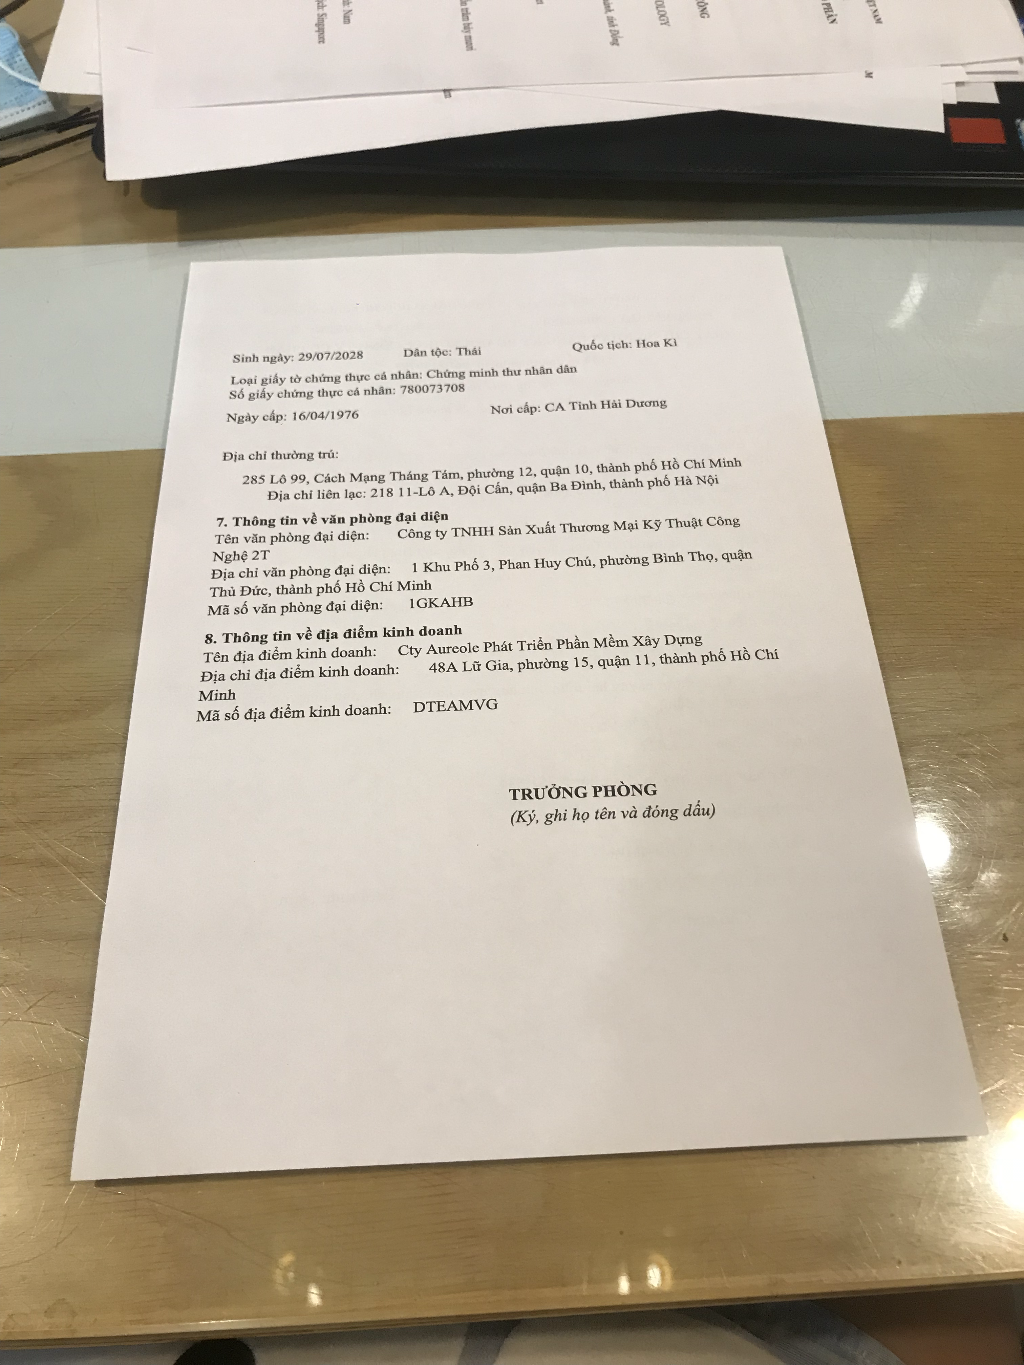 h: Nam
ịch: Singapore
OLOGY
ÔNG
PHẦN
IỆT NAM
M
Sinh ngày: 29/07/2028 Dân tộc: Thái Quốc tịch: Hoa Kì
Loại giấy tờ chứng thực cá nhân: Chứng minh thư nhân dân
Số giấy chứng thực cá nhân: 780073708
Ngày cấp: 16/04/1976 Nơi cấp: CA Tỉnh Hải Dương
Địa chỉ thường trú:
285 Lô 99, Cách Mạng Tháng Tám, phường 12, quận 10, thành phố Hồ Chí Minh
Địa chỉ liên lạc: 218 11-Lô A, Đội Cấn, quận Ba Đình, thành phố Hà Nội
7. Thông tin về văn phòng đại diện
Tên văn phòng đại diện: Công ty TNHH Sản Xuất Thương Mại Kỹ Thuật Công
Nghệ 2T
Địa chỉ văn phòng đại diện: 1 Khu Phố 3, Phan Huy Chú, phường Bình Thọ, quận
Thủ Đức, thành phố Hồ Chí Minh
Mã số văn phòng đại diện: 1GKAHB
8. Thông tin về địa điểm kinh doanh
Tên địa điểm kinh doanh: Cty Aureole Phát Triển Phần Mềm Xây Dựng
Địa chỉ địa điểm kinh doanh: 48A Lữ Gia, phường 15, quận 11, thành phố Hồ Chí
Minh
Mã số địa điểm kinh doanh: DTEAMVG
TRƯỞNG PHÒNG
(Ký, ghi họ tên và đóng dấu)